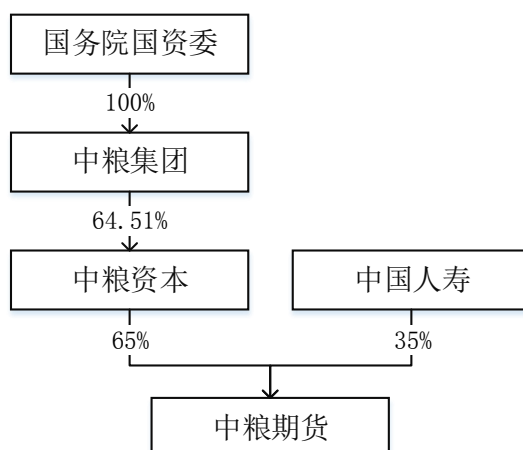 国务院国资委
100%
中粮集团
64.51%
中粮资本
中国人寿
65%
35%
中粮期货